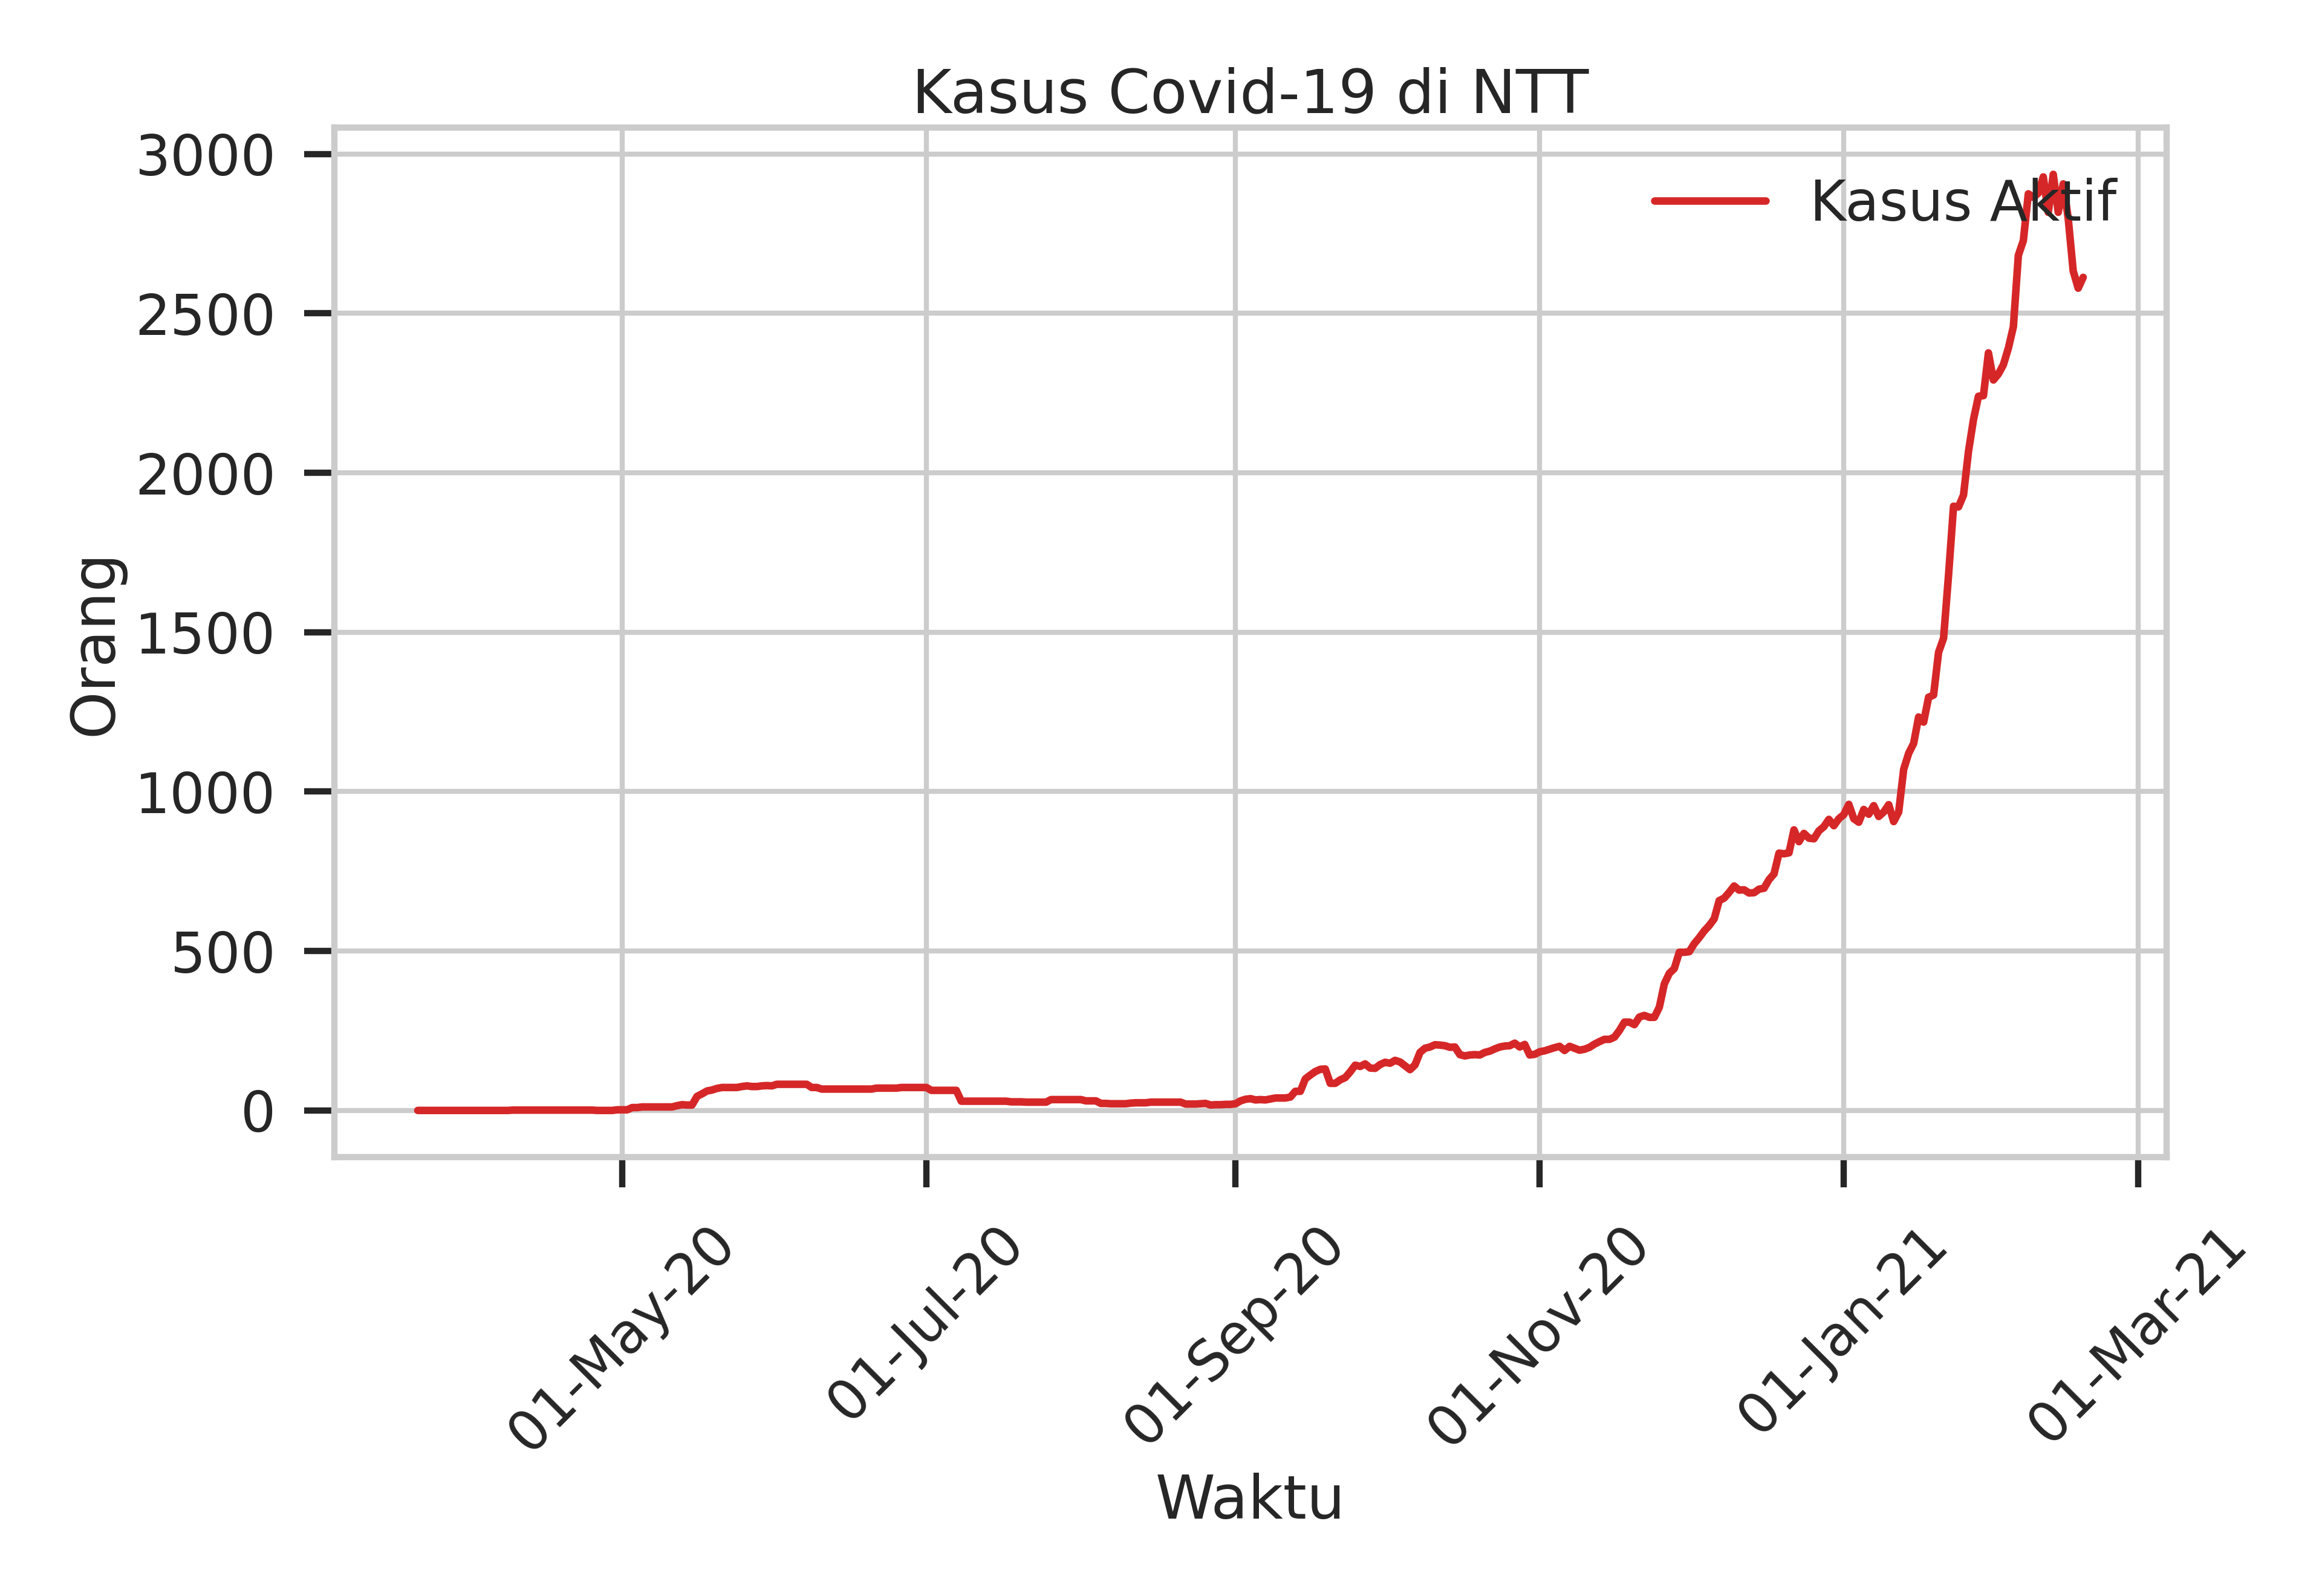 Kasus Covid-19 di NTT
Kasus Aktif
3000
2500
2000
1500
1000
500
0
Orang
01-May-20
01-Jul-20
01-Sep-20
01-Nov-20
01-Jan-21
01-Mar-21
Waktu